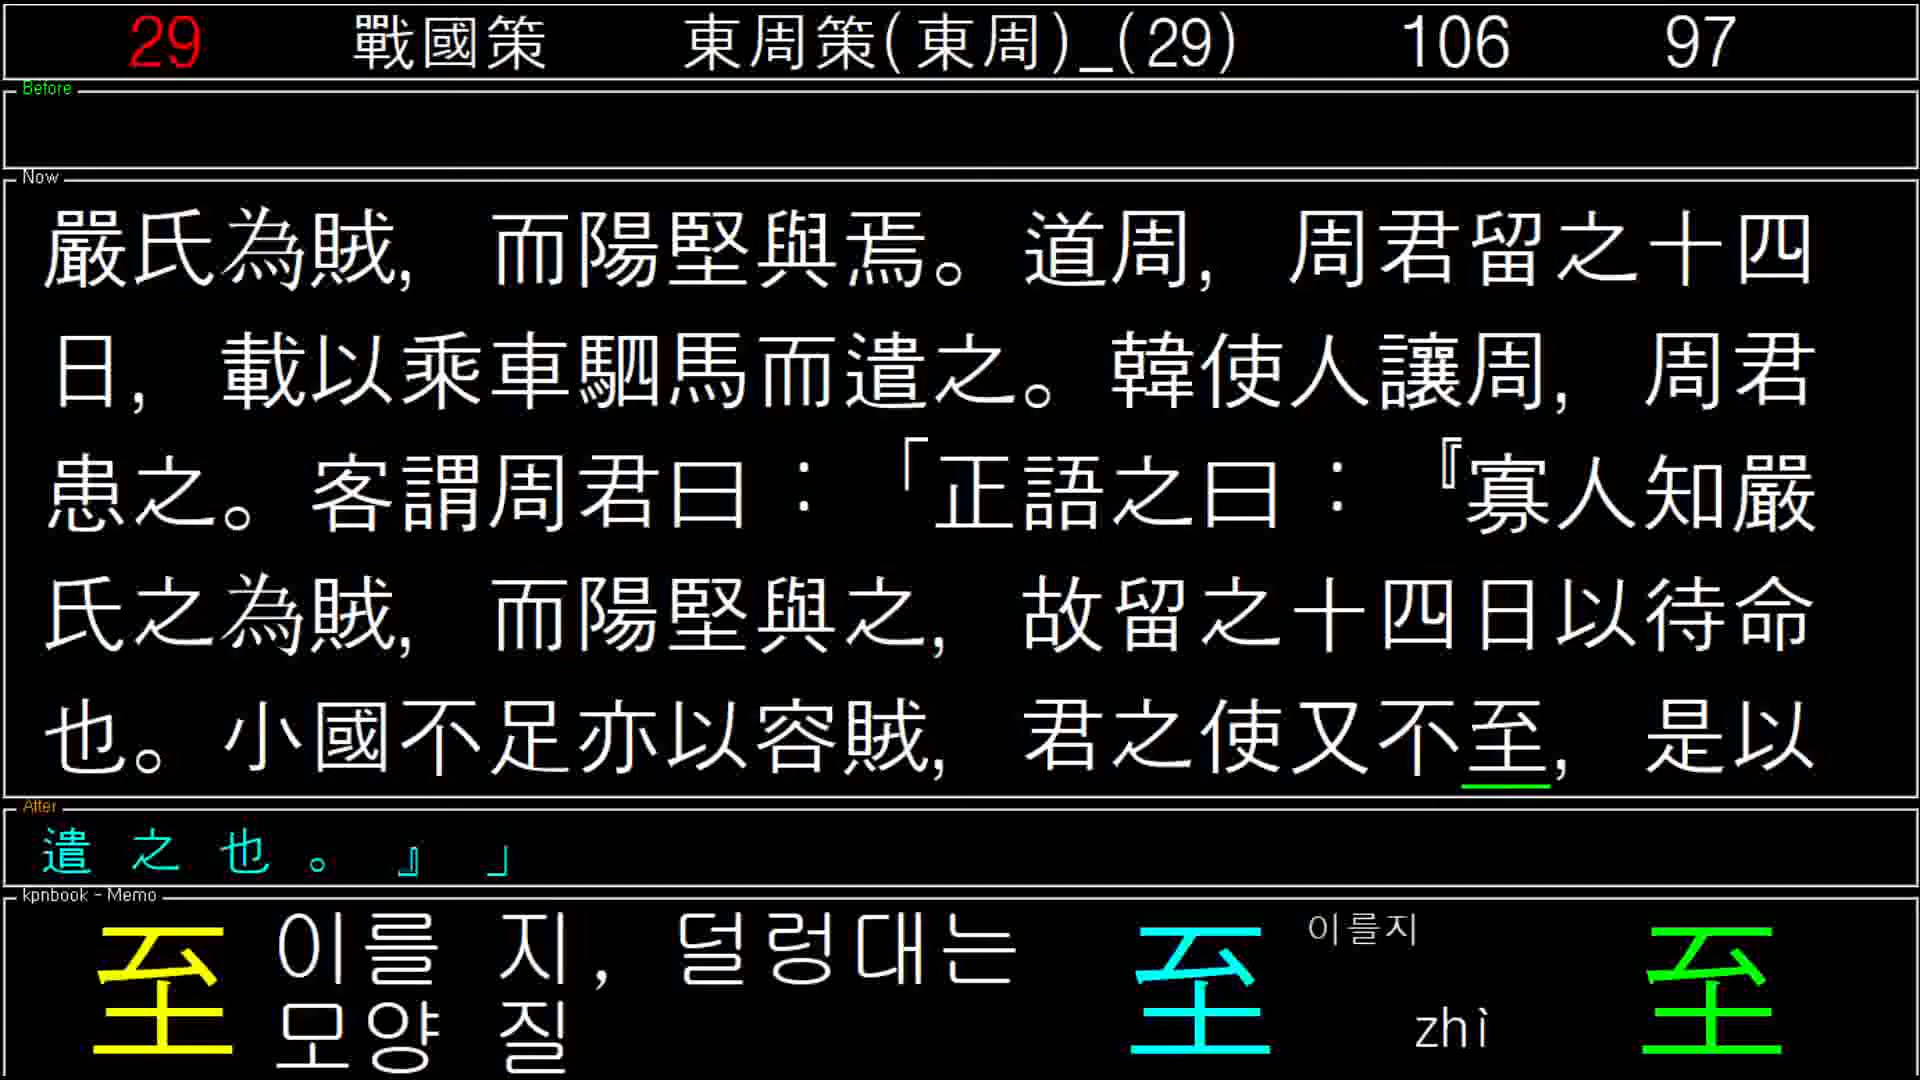 29 戰國策 東周策(東周)_(29) 106 97
Before
Now
嚴氏為賊, 而陽堅與焉。道周, 周君留之十四
日, 載以乘車駟馬而遣之。韓使人讓周, 周君
患之。客謂周君曰：「正語之曰：『寡人知嚴
氏之為賊, 而陽堅與之, 故留之十四日以待命
也。小國不足亦以容賊, 君之使又不至, 是以
After
遣之也。』」
kpnbook - Memo
至 이를 지, 덜렁대는 至 이를지 至
모양 질 zhì